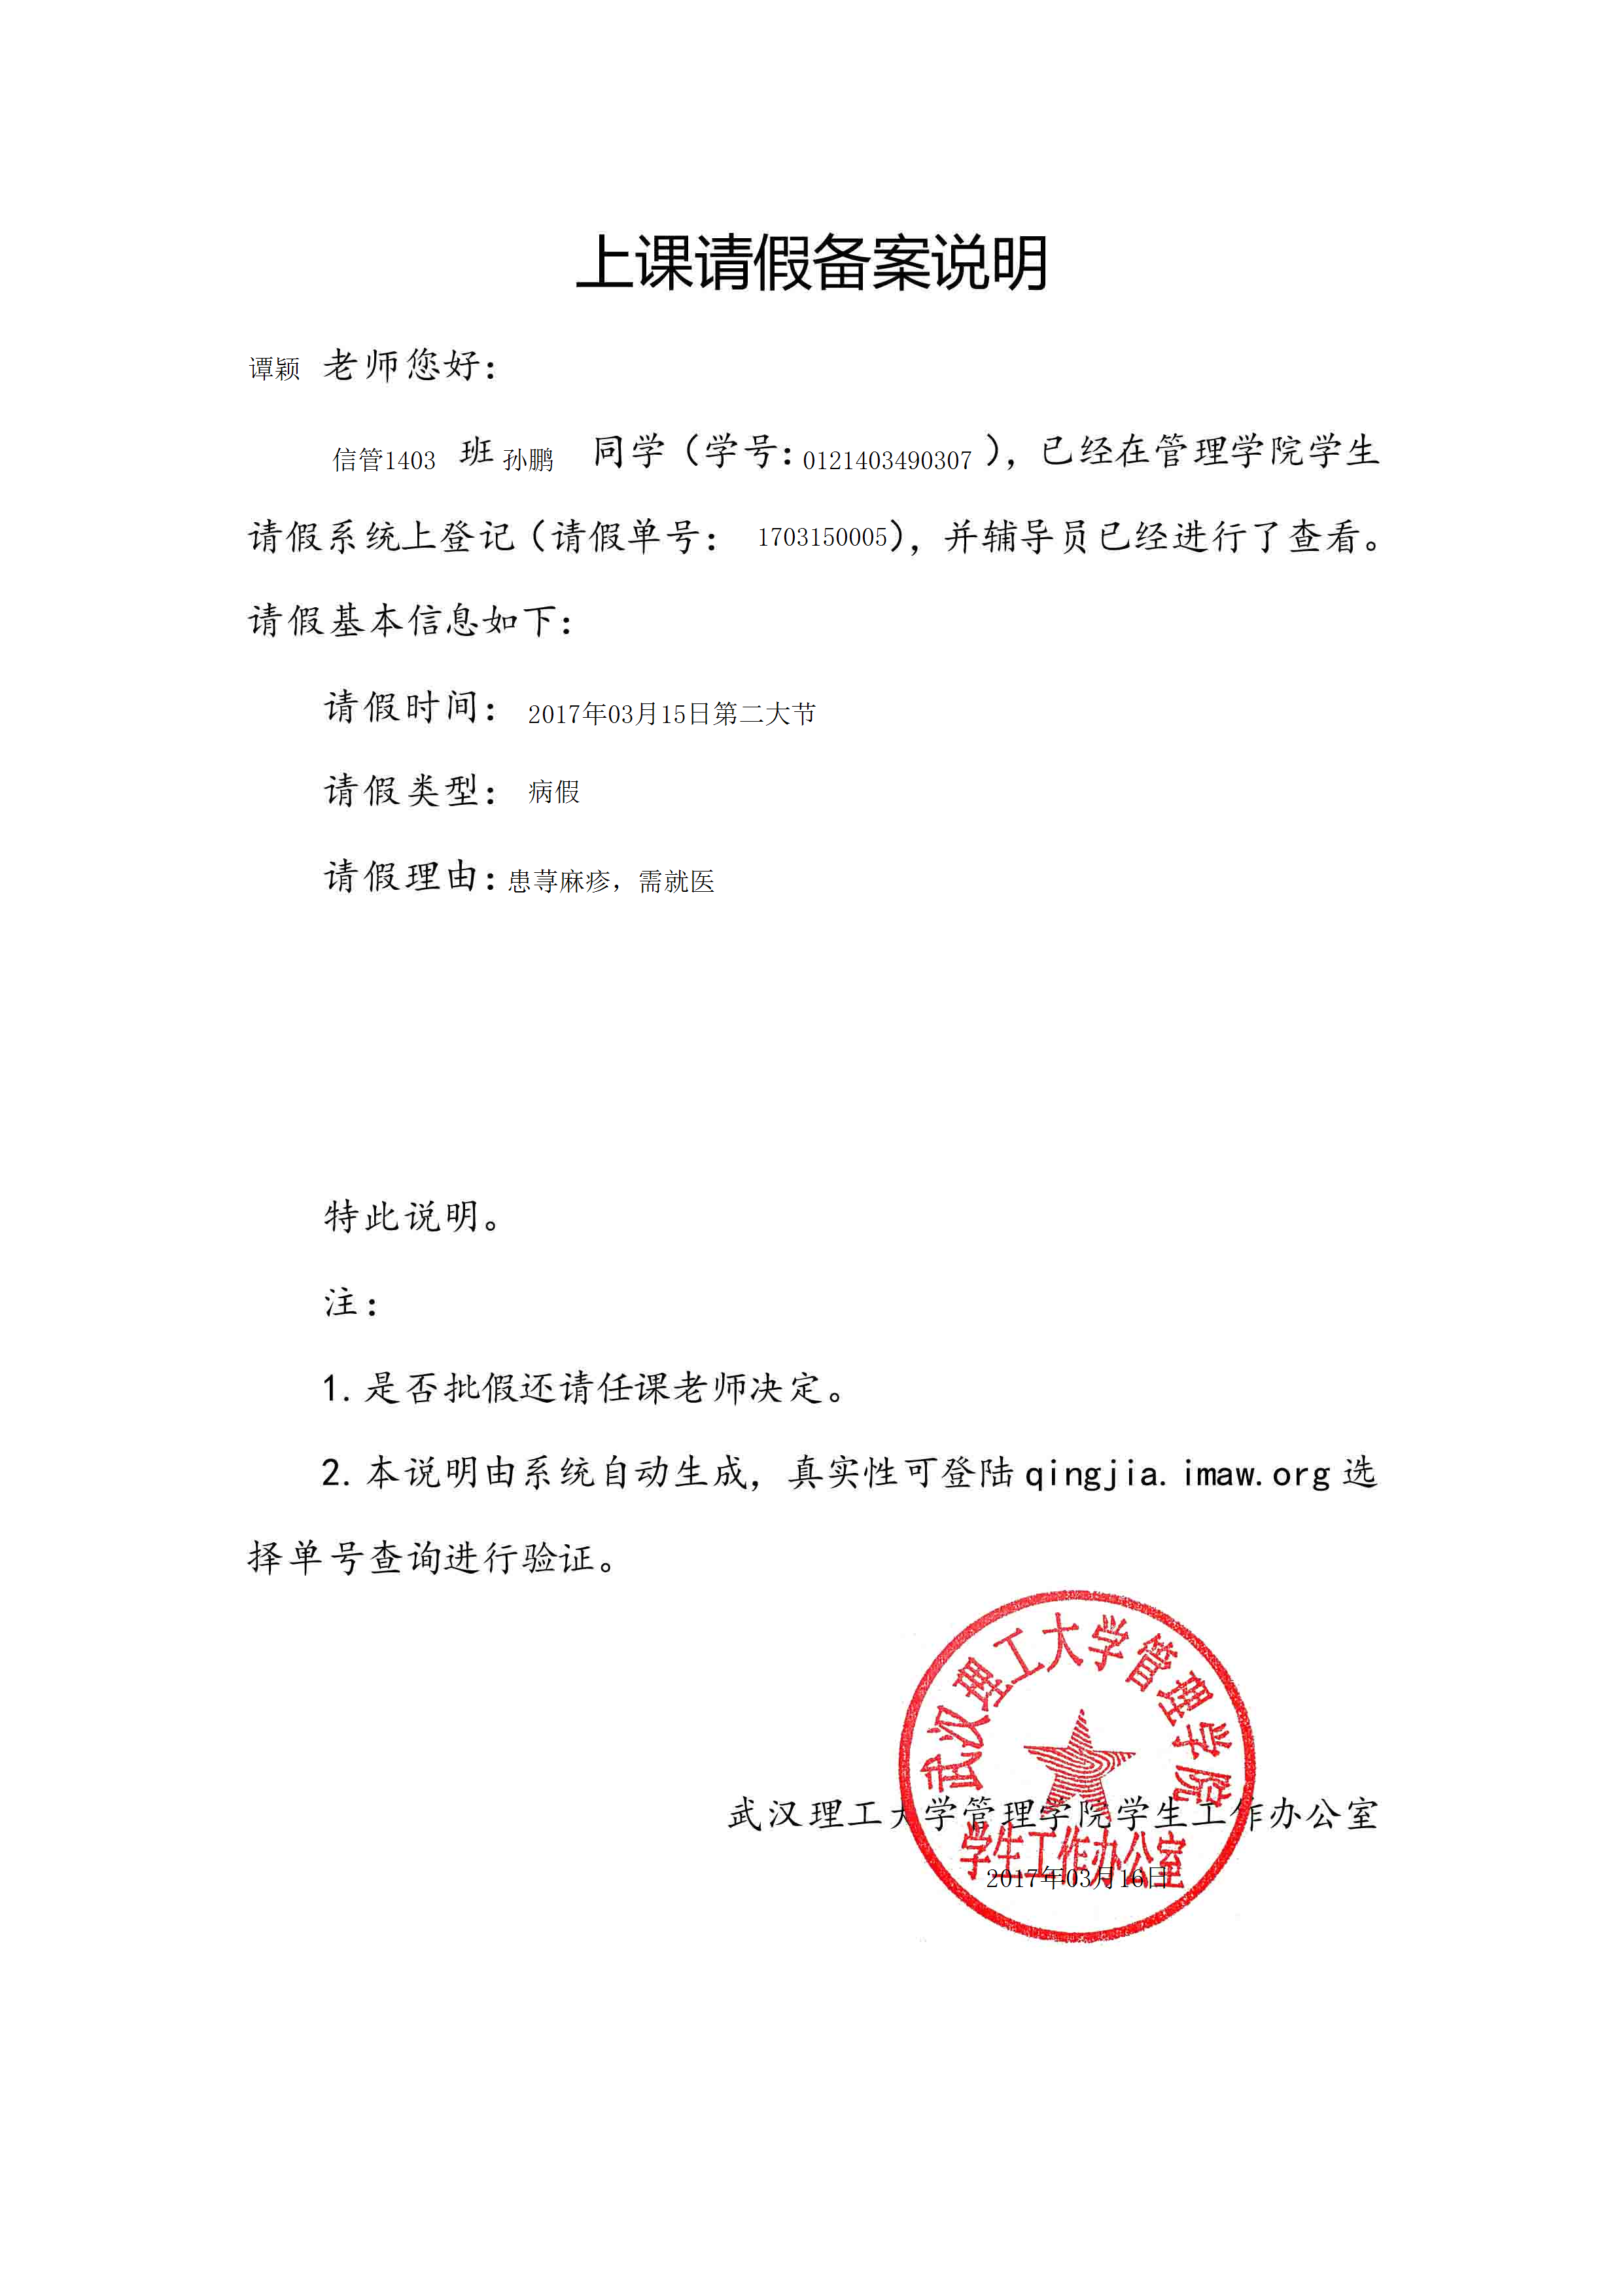 上课请假备案说明
谭颖 老师您好：
信管1403 班 孙鹏 同学（学号：0121403490307），已经在管理学院学生
请假系统上登记（请假单号： 1703150005），并辅导员已经进行了查看。
请假基本信息如下：
请假时间： 2017年03月15日第二大节
请假类型： 病假
请假理由：患荨麻疹，需就医
特此说明。
注：
1.是否批假还请任课老师决定。
2.本说明由系统自动生成，真实性可登陆 qingjia.imaw.org 选
择单号查询进行验证。
武汉理工大学管理学院
武汉理工大学管理学院学生工作办公室
学生工作办公室
2017年03月16日